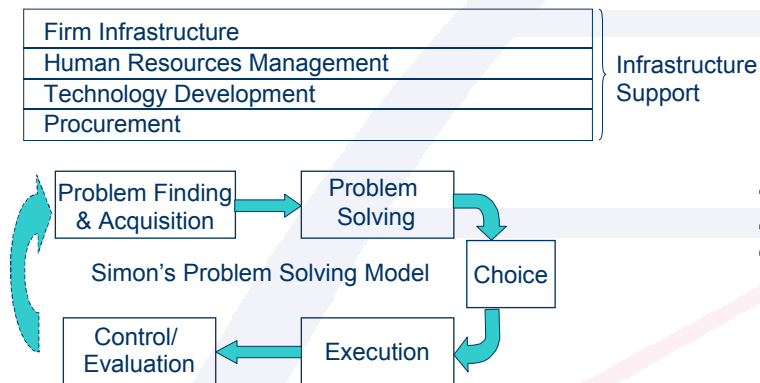 Firm Infrastructure
Human Resources Management
Technology Development
Procurement
Infrastructure
Support
Problem Finding
& Acquisition
Problem
Solving
Simon's Problem Solving Model
Choice
Control/
Evaluation
Execution